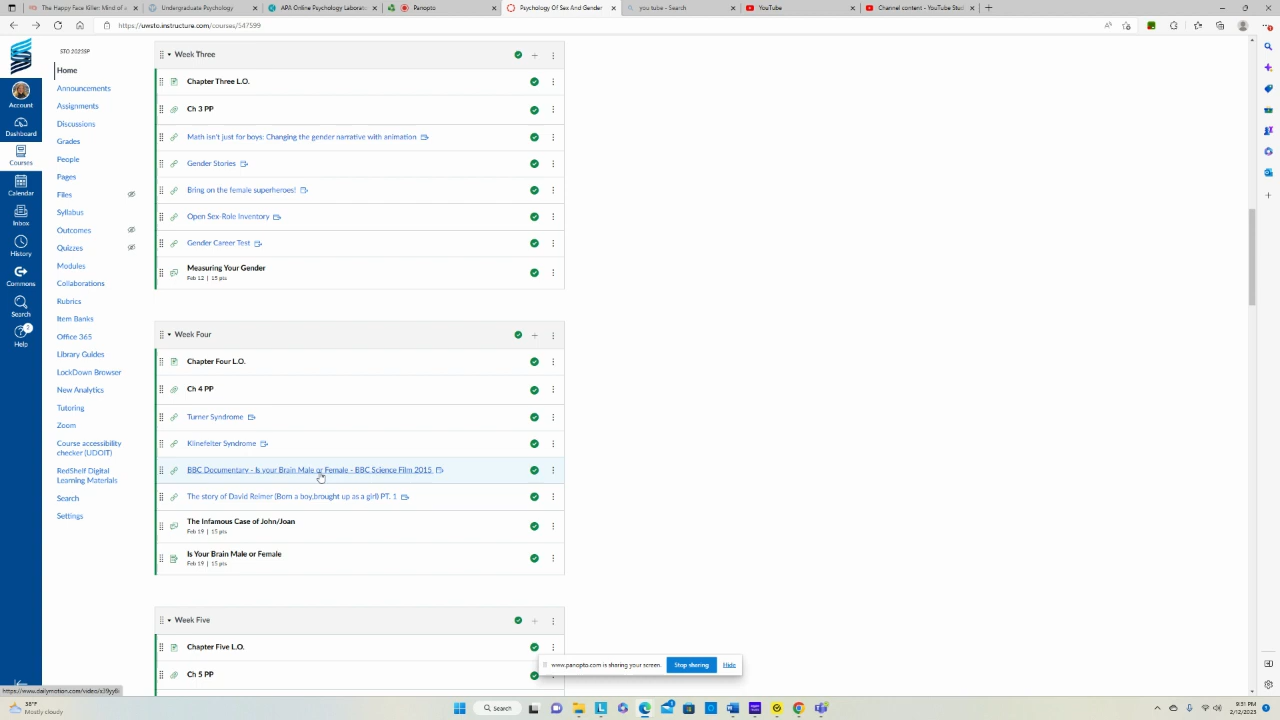 The Happy Face Killer: Mind of a
Undergraduate Psychology
APA Online Psychology Laborato
Panopto
Psychology Of Sex And Gender
you tube - Search
YouTube
Channel content - YouTube Stud
https://uwsto.instructure.com/courses/547599
STO 2023SP
Home
Announcements
Assignments
Discussions
Grades
People
Pages
Files
Syllabus
Outcomes
Quizzes
Modules
Collaborations
Rubrics
Item Banks
Office 365
Library Guides
LockDown Browser
New Analytics
Tutoring
Zoom
Course accessibility
checker (UDOIT)
RedShelf Digital
Learning Materials
Search
Settings
Account
Dashboard
Courses
Calendar
Inbox
History
Commons
Search
Help
Week Three
Chapter Three L.O.
Ch 3 PP
Math isn't just for boys: Changing the gender narrative with animation
Gender Stories
Bring on the female superheroes!
Open Sex-Role Inventory
Gender Career Test
Measuring Your Gender
Feb 12 | 15 pts
Week Four
Chapter Four L.O.
Ch 4 PP
Turner Syndrome
Klinefelter Syndrome
BBC Documentary - Is your Brain Male or Female - BBC Science Film 2015
The story of David Reimer (Born a boy,brought up as a girl) PT. 1
The Infamous Case of John/Joan
Feb 19 | 15 pts
Is Your Brain Male or Female
Feb 19 | 15 pts
Week Five
Chapter Five L.O.
Ch 5 PP
www.panopto.com is sharing your screen.
Stop sharing
Hide
38°F
Mostly cloudy
Search
9:31 PM
2/12/2023